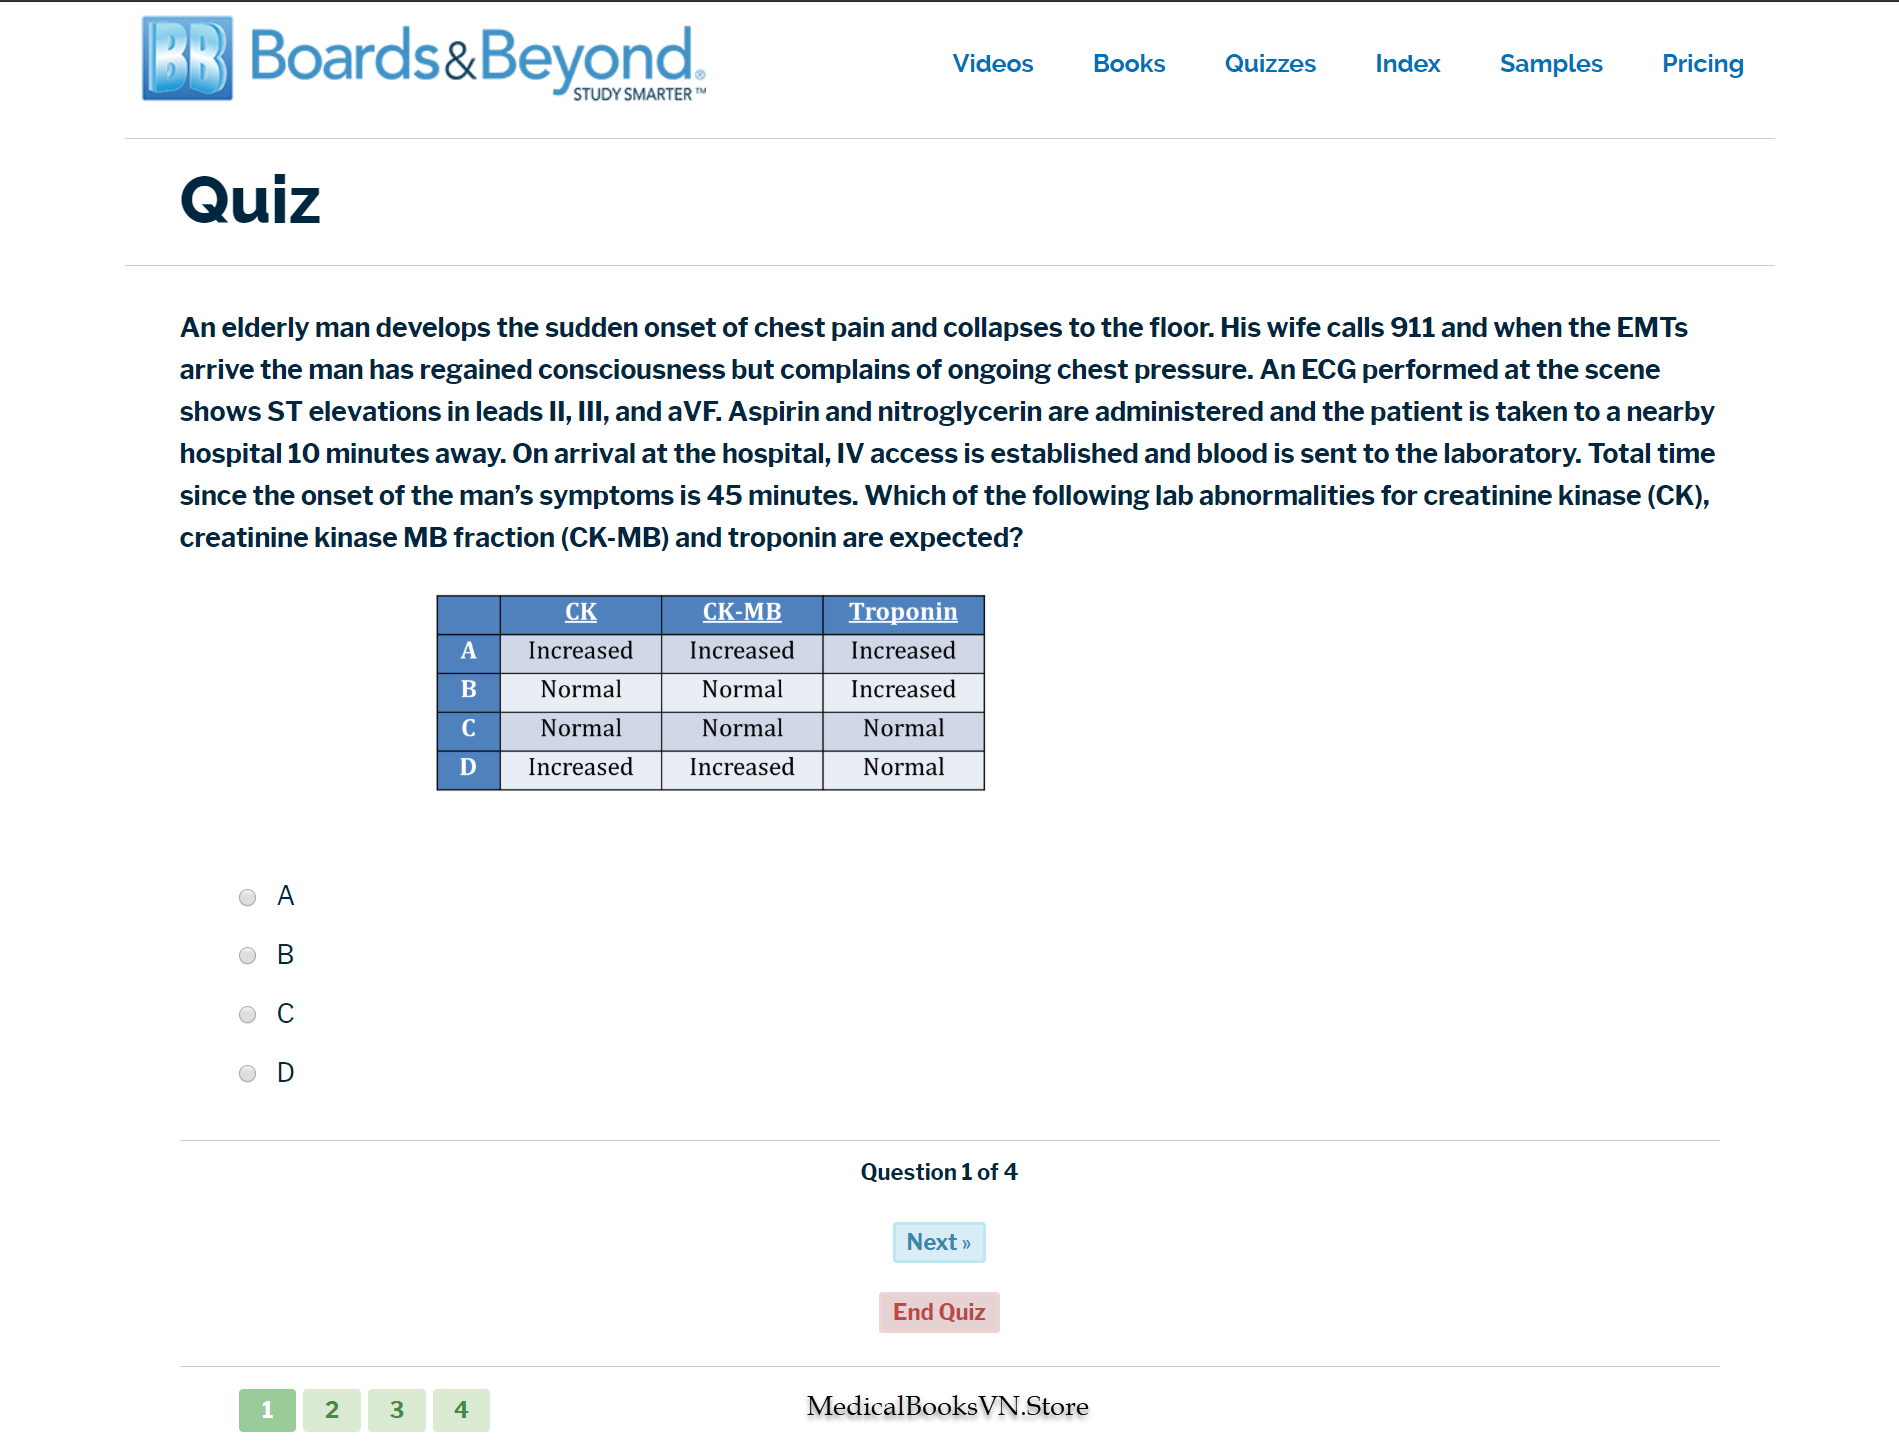 BB Boards&Beyond®
STUDY SMARTER™
Videos Books Quizzes Index Samples Pricing
Quiz
An elderly man develops the sudden onset of chest pain and collapses to the floor. His wife calls 911 and when the EMTs
arrive the man has regained consciousness but complains of ongoing chest pressure. An ECG performed at the scene
shows ST elevations in leads II, III, and aVF. Aspirin and nitroglycerin are administered and the patient is taken to a nearby
hospital 10 minutes away. On arrival at the hospital, IV access is established and blood is sent to the laboratory. Total time
since the onset of the man’s symptoms is 45 minutes. Which of the following lab abnormalities for creatinine kinase (CK),
creatinine kinase MB fraction (CK-MB) and troponin are expected?
CK CK-MB Troponin
A Increased Increased Increased
B Normal Normal Increased
C Normal Normal Normal
D Increased Increased Normal
A
B
C
D
Question 1 of 4
Next »
End Quiz
1 2 3 4 MedicalBooksVN.Store